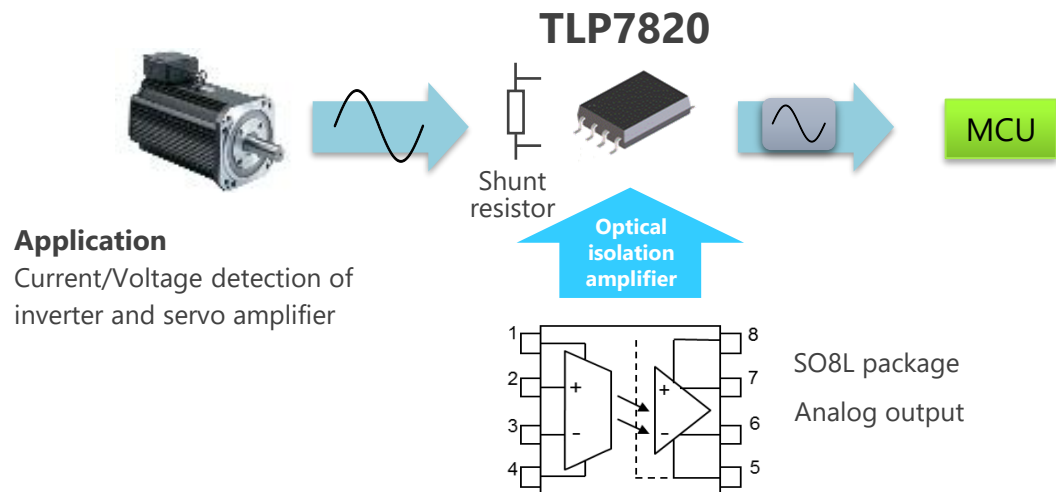 TLP7820
MCU
Shunt
resistor
Optical
isolation
amplifier
Application
Current/Voltage detection of
inverter and servo amplifier
1
8
2
+
+
7
3
−
−
6
4
5
SO8L package
Analog output